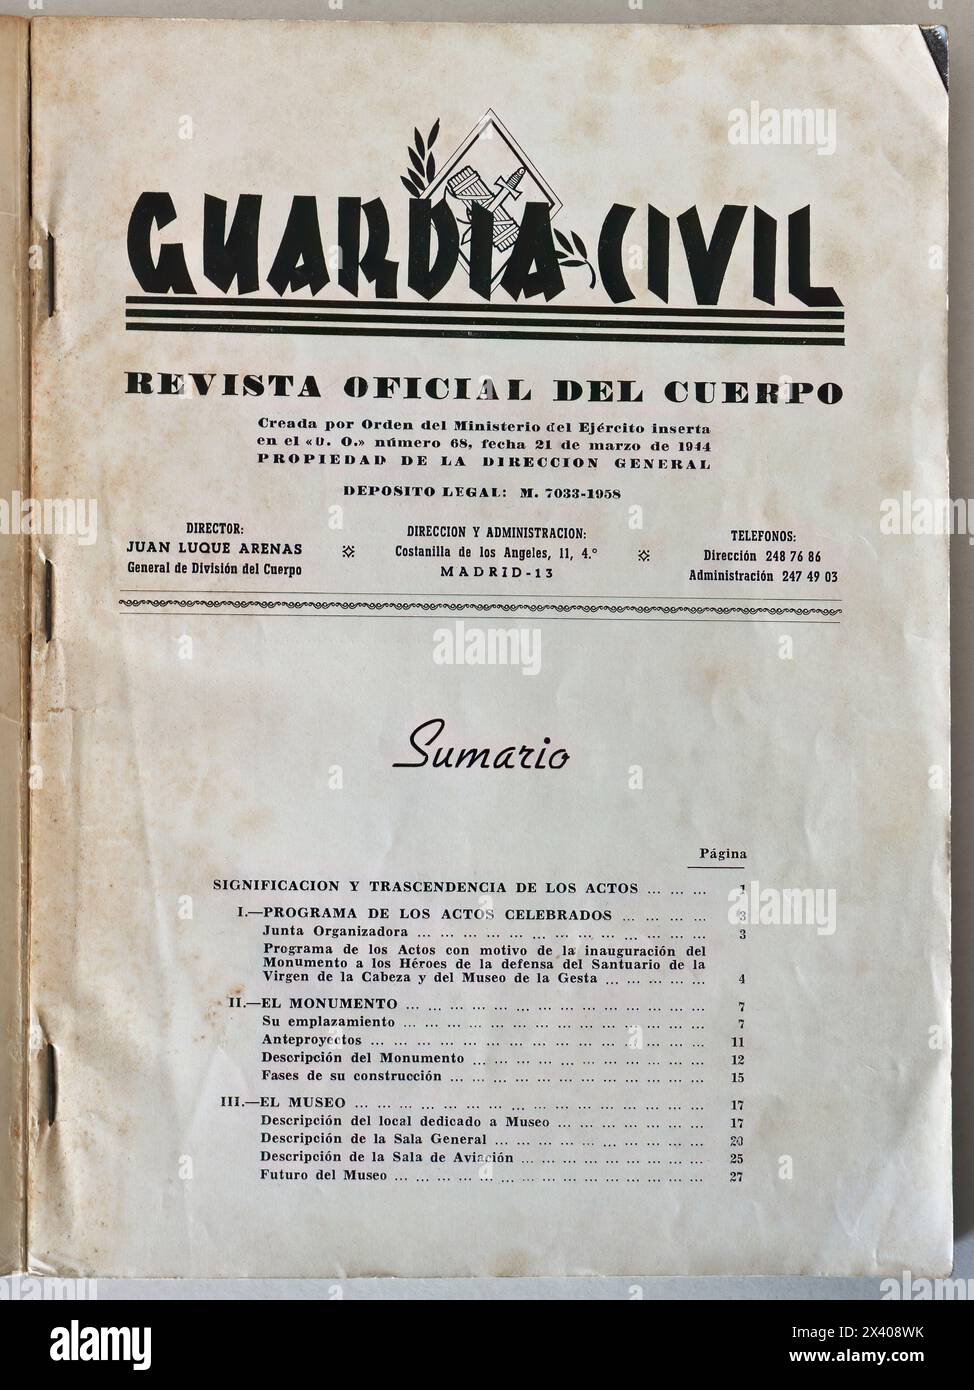 GUARDIA CIVIL
REVISTA OFICIAL DEL CUERPO
Creada por Orden del Ministerio del Ejército inserta
en el «D. O.» número 68, fecha 21 de marzo de 1944
PROPIEDAD DE LA DIRECCION GENERAL
DEPOSITO LEGAL: M. 7033-1958
DIRECTOR:
JUAN LUQUE ARENAS
General de División del Cuerpo
DIRECCION Y ADMINISTRACION:
Costanilla de los Angeles, 11, 4.°
MADRID-13
TELEFONOS:
Dirección 248 76 86
Administración 247 49 03
Sumario
Página
SIGNIFICACION Y TRASCENDENCIA DE LOS ACTOS ... ... ... 1
I.—PROGRAMA DE LOS ACTOS CELEBRADOS ... ... ... ... 3
Junta Organizadora ... ... ... ... ... ... ... ... ... ... ... ... ... 3
Programa de los Actos con motivo de la inauguración del
Monumento a los Héroes de la defensa del Santuario de la
Virgen de la Cabeza y del Museo de la Gesta ... ... ... ... ... 4
II.—EL MONUMENTO ... ... ... ... ... ... ... ... ... ... ... ... ... ... 7
Su emplazamiento ... ... ... ... ... ... ... ... ... ... ... ... ... ... 7
Anteproyectos ... ... ... ... ... ... ... ... ... ... ... ... ... ... ... 11
Descripción del Monumento ... ... ... ... ... ... ... ... ... ... ... 12
Fases de su construcción ... ... ... ... ... ... ... ... ... ... ... ... 15
III.—EL MUSEO ... ... ... ... ... ... ... ... ... ... ... ... ... ... ... ... 17
Descripción del local dedicado a Museo ... ... ... ... ... ... ... 17
Descripción de la Sala General ... ... ... ... ... ... ... ... ... ... 20
Descripción de la Sala de Aviación ... ... ... ... ... ... ... ... ... 25
Futuro del Museo ... ... ... ... ... ... ... ... ... ... ... ... ... ... 27
alamy
Image ID: 2X408WK
www.alamy.com